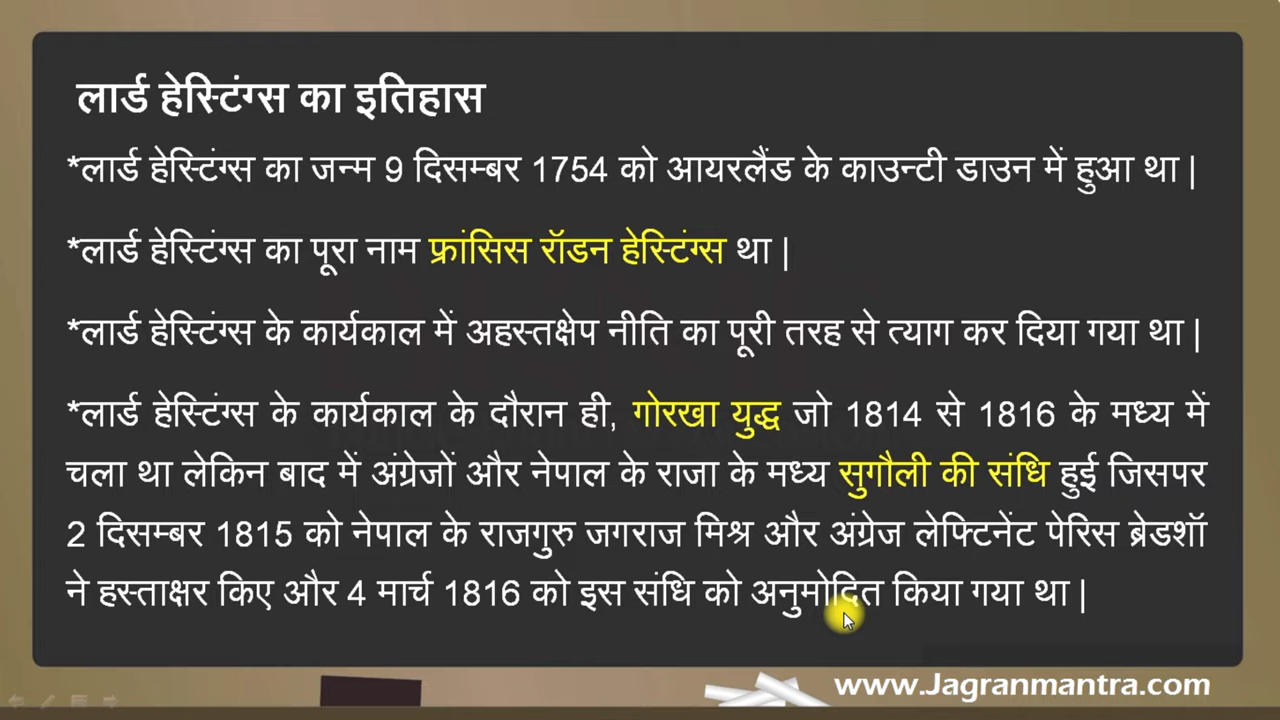 लार्ड हेस्टिंग्स का इतिहास
*लार्ड हेस्टिंग्स का जन्म 9 दिसम्बर 1754 को आयरलैंड के काउन्टी डाउन में हुआ था |
*लार्ड हेस्टिंग्स का पूरा नाम फ्रांसिस रॉडन हेस्टिंग्स था |
*लार्ड हेस्टिंग्स के कार्यकाल में अहस्तक्षेप नीति का पूरी तरह से त्याग कर दिया गया था |
*लार्ड हेस्टिंग्स के कार्यकाल के दौरान ही, गोरखा युद्ध जो 1814 से 1816 के मध्य में
चला था लेकिन बाद में अंग्रेजों और नेपाल के राजा के मध्य सुगौली की संधि हुई जिसपर
2 दिसम्बर 1815 को नेपाल के राजगुरु जगराज मिश्र और अंग्रेज लेफ्टिनेंट पेरिस ब्रेडशॉ
ने हस्ताक्षर किए और 4 मार्च 1816 को इस संधि को अनुमोदित किया गया था |
www.Jagranmantra.com